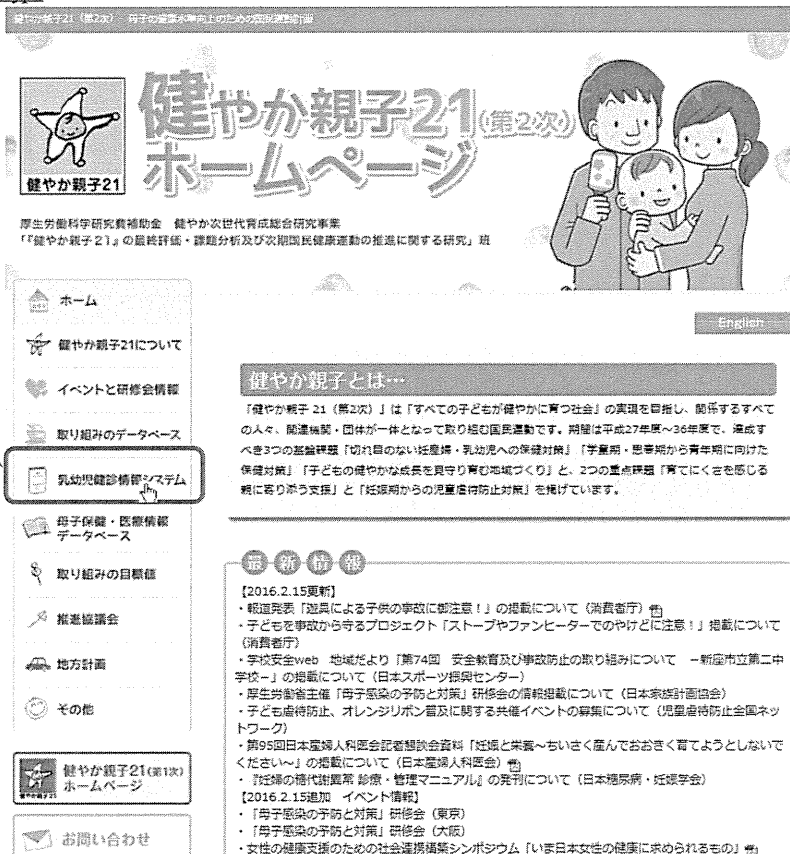 健やか親子21（第2次） 母子の健康水準向上のための国民運動計画
健やか親子21(第2次)
ホームページ
健やか親子21
厚生労働科学研究費補助金　健やか次世代育成総合研究事業
「『健やか親子21』の最終評価・課題分析及び次期国民健康運動の推進に関する研究」班
ホーム
健やか親子21について
イベントと研修会情報
取り組みのデータベース
乳幼児健診情報システム
母子保健・医療情報
データベース
取り組みの目標値
推進協議会
地方計画
その他
健やか親子21(第1次)
ホームページ
お問い合わせ
English
健やか親子とは…
「健やか親子 21（第2次）」は「すべての子どもが健やかに育つ社会」の実現を目指し、関係するすべて
の人々、関連機関・団体が一体となって取り組む国民運動です。期間は平成27年度～36年度で、達成す
べき3つの基盤課題「切れ目のない妊産婦・乳幼児への保健対策」「学童期・思春期から青年期に向けた
保健対策」「子どもの健やかな成長を見守り育む地域づくり」と、2つの重点課題「育てにくさを感じる
親に寄り添う支援」と「妊娠期からの児童虐待防止対策」を掲げています。
最新情報
【2016.2.15更新】
・報道発表「遊具による子供の事故に御注意！」の掲載について（消費者庁）
・子どもを事故から守るプロジェクト「ストーブやファンヒーターでのやけどに注意！」掲載について
（消費者庁）
・学校安全web　地域だより「第74回　安全教育及び事故防止の取り組みについて　－新座市立第二中
学校－」の掲載について（日本スポーツ振興センター）
・厚生労働省主催「母子感染の予防と対策」研修会の情報掲載について（日本家族計画協会）
・子ども虐待防止、オレンジリボン普及に関する共催イベントの募集について（児童虐待防止全国ネッ
トワーク）
・第95回日本産婦人科医会記者懇談会資料「妊娠と栄養～ちいさく産んでおおきく育てようとしないで
ください～」の掲載について（日本産婦人科医会）
・『妊婦の糖代謝異常 診療・管理マニュアル』の発刊について（日本糖尿病・妊娠学会）
【2016.2.15追加　イベント情報】
・「母子感染の予防と対策」研修会（東京）
・「母子感染の予防と対策」研修会（大阪）
・女性の健康支援のための社会連携構築シンポジウム「いま日本女性の健康に求められるもの」